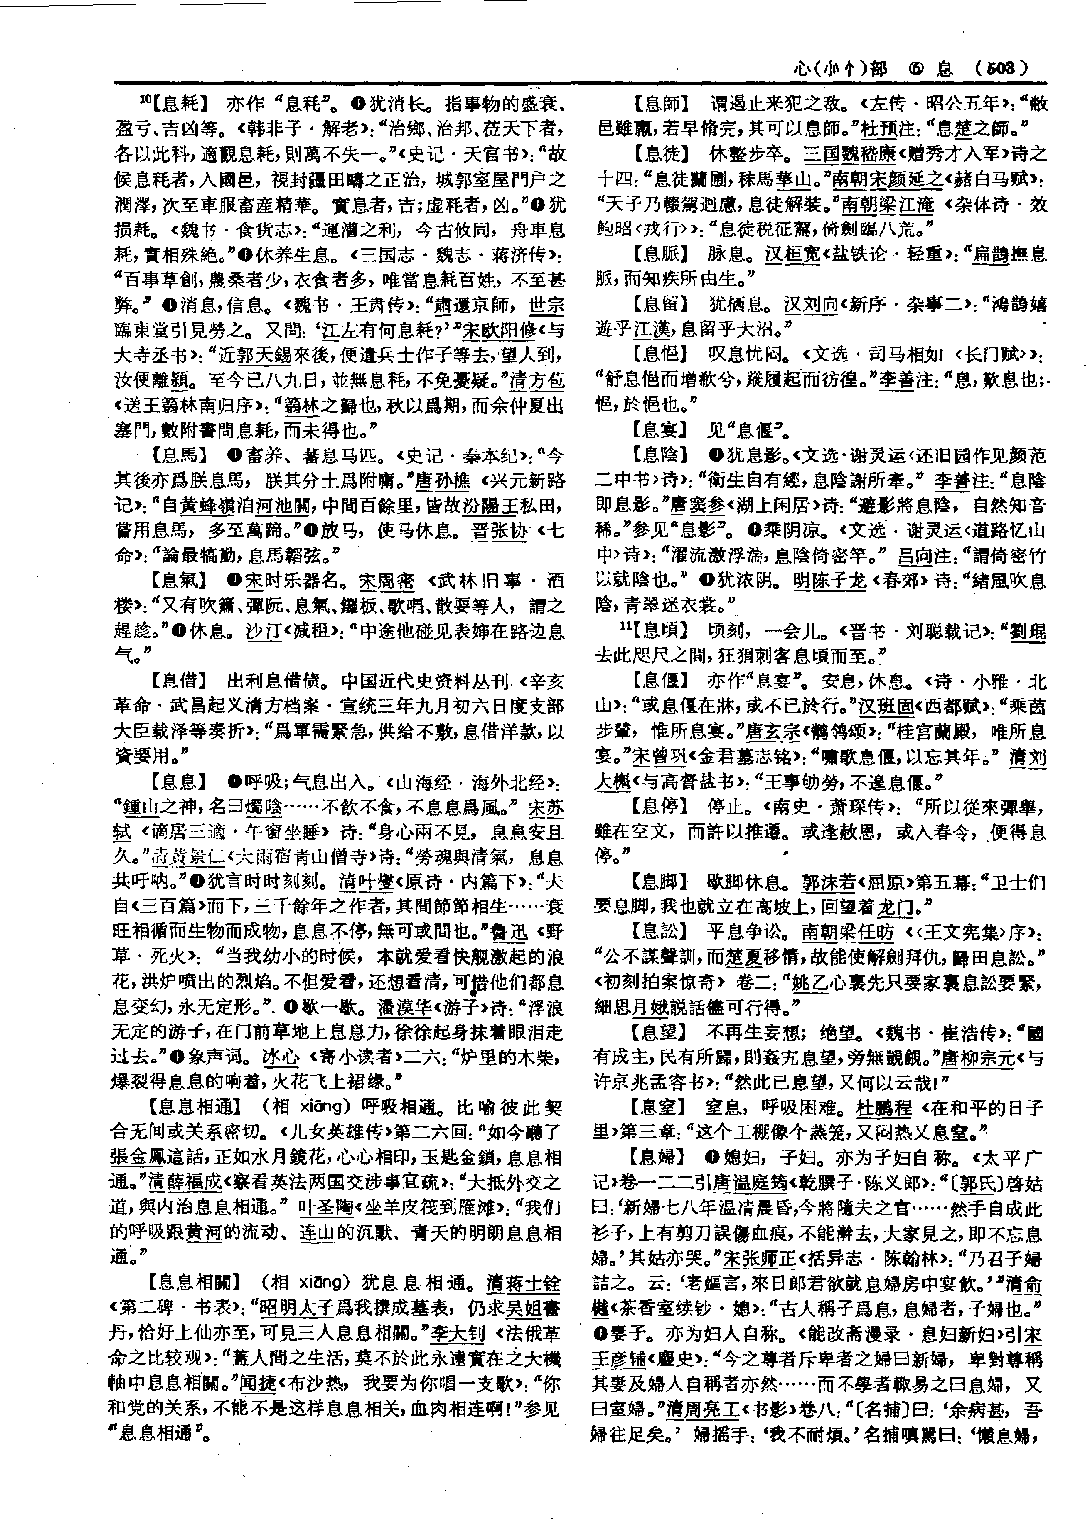 心(小忄)部 ⑥ 息 (503)
¹⁰【息耗】 亦作“息秏”。❶犹消长。指事物的盛衰、
盈亏、吉凶等。《韩非子·解老》：“治鄉、治邦、莅天下者，
各以此科，適觀息耗，則萬不失一。”《史记·天官书》：“故
候息耗者，入國邑，視封疆田疇之正治，城郭室屋門户之
潤澤，次至車服畜産精華。實息者，吉；虚耗者，凶。”❷犹
损耗。《魏书·食货志》：“運漕之利，今古攸同，舟車息
耗，實相殊絶。”❸休养生息。《三国志·魏志·蒋济传》：
“百事草創，農桑者少，衣食者多，唯當息耗百姓，不至甚
弊。” ❹消息，信息。《魏书·王肃传》：“肅還京師，世宗
臨東堂引見勞之。又問：‘江左有何息耗？’”宋欧阳修《与
大寺丞书》：“近郭天錫來後，便遣兵士作子等去，望人到，
汝便離潁。至今已八九日，並無息耗，不免憂疑。”清方苞
《送王篛林南归序》：“篛林之歸也，秋以爲期，而余仲夏出
塞門，數附書問息耗，而未得也。”
【息馬】 ❶畜养、蕃息马匹。《史记·秦本纪》：“今
其後亦爲朕息馬，朕其分土爲附庸。”唐孙樵《兴元新路
记》：“自黄蜂嶺洎河池關，中間百餘里，皆故汾陽王私田，
嘗用息馬，多至萬蹄。”❷放马，使马休息。晋张协《七
命》：“論最犒勤，息馬韜弦。”
【息氣】 ❶宋时乐器名。宋周密《武林旧事·酒
楼》：“又有吹簫、彈阮、息氣、鑼板、歌唱、散耍等人，謂之
趕趁。”❷休息。沙汀《减租》：“中途他碰见表婶在路边息
气。”
【息借】 出利息借债。中国近代史资料丛刊《辛亥
革命·武昌起义清方档案·宣统三年九月初六日度支部
大臣载泽等奏折》：“爲軍需緊急，供給不敷，息借洋款，以
資要用。”
【息息】 ❶呼吸；气息出入。《山海经·海外北经》：
“鍾山之神，名曰燭陰……不飲不食，不息息爲風。”宋苏
轼《谪居三適·午窗坐睡》诗：“身心兩不見，息息安且
久。”清黄景仁《大雨宿青山僧寺》诗：“勞魂與清氣，息息
共呼吶。”❷犹言时时刻刻。清叶燮《原诗·内篇下》：“大
自《三百篇》而下，三千餘年之作者，其間節節相生……衰
旺相循而生物而成物，息息不停，無可或間也。”鲁迅《野
草·死火》：“当我幼小的时候，本就爱看快舰激起的浪
花，洪炉喷出的烈焰。不但爱看，还想看清，可惜他们都息
息变幻，永无定形。”❸歇一歇。潘漠华《游子》诗：“浮浪
无定的游子，在门前草地上息息力，徐徐起身抹着眼泪走
过去。”❹象声词。冰心《寄小读者》二六：“炉里的木柴，
爆裂得息息的响着，火花飞上裙缘。”
【息息相通】（相 xiāng）呼吸相通。比喻彼此契
合无间或关系密切。《儿女英雄传》第二六回：“如今聽了
張金鳳這話，正如水月鏡花，心心相印，玉匙金鎖，息息相
通。”清薛福成《察看英法两国交涉事宜疏》：“大抵外交之
道，與内治息息相通。” 叶圣陶《坐羊皮筏到雁滩》：“我们
的呼吸跟黄河的流动、连山的沉默、青天的明朗息息相
通。”
【息息相關】（相 xiāng）犹息息相通。清蒋士铨
《第二碑·书表》：“昭明太子爲我撰成墓表，仍求吴姐書
丹，恰好上仙亦至，可見三人息息相關。”李大钊《法俄革
命之比较观》：“蓋人間之生活，莫不於此永遠實在之大機
軸中息息相關。”闻捷《布沙热，我要为你唱一支歌》：“你
和党的关系，不能不是这样息息相关，血肉相连啊！”参见
“息息相通”。
【息師】 谓遏止来犯之敌。《左传·昭公五年》：“敝
邑雖羸，若早脩完，其可以息師。”杜预注：“息楚之師。”
【息徒】 休整步卒。三国魏嵇康《赠秀才入军》诗之
十四：“息徒蘭圃，秣馬華山。”南朝宋颜延之《赭白马赋》：
“天子乃輟駕迴慮，息徒解裝。”南朝梁江淹《杂体诗·效
鲍昭〈戎行〉》：“息徒税征駕，倚劍臨八荒。”
【息脈】 脉息。汉桓宽《盐铁论·轻重》：“扁鵲撫息
脈，而知疾所由生。”
【息留】 犹栖息。汉刘向《新序·杂事二》：“鸿鹄嬉
遊乎江漢，息留乎大沼。”
【息悒】 叹息忧闷。《文选·司马相如〈长门赋〉》：
“舒息悒而增欷兮，蹝履起而彷徨。”李善注：“息，歎息也；
悒，於悒也。”
【息宴】 见“息偃”。
【息陰】 ❶犹息影。《文选·谢灵运〈还旧园作见颜范
二中书〉诗》：“衛生自有經，息陰謝所牽。” 李善注：“息陰
即息影。”唐窦参《湖上闲居》诗：“避影將息陰，自然知音
稀。”参见“息影”。 ❷乘阴凉。《文选·谢灵运〈道路忆山
中〉诗》：“濯流激浮湍，息陰倚密竿。” 吕向注：“謂倚密竹
以就陰也。” ❸犹浓阴。明陈子龙《春郊》诗：“緒風吹息
陰，青翠迷衣裳。”
¹¹【息頃】 顷刻，一会儿。《晋书·刘聪载记》：“劉琨
去此咫尺之間，狂狷刺客息頃而至。”
【息偃】 亦作“息宴”。安息，休息。《诗·小雅·北
山》：“或息偃在牀，或不已於行。”汉班固《西都赋》：“乘茵
步輦，惟所息宴。”唐玄宗《鹡鸰颂》：“桂宫蘭殿，唯所息
宴。”宋曾巩《金君墓志铭》：“嘯歌息偃，以忘其年。” 清刘
大櫆《与高督盐书》：“王事劬勞，不遑息偃。”
【息停】 停止。《南史·萧琛传》：“所以從來彈舉，
雖在空文，而許以推遷。或逢赦恩，或入春令，便得息
停。”
【息脚】 歇脚休息。郭沫若《屈原》第五幕：“卫士们
要息脚，我也就立在高坡上，回望着龙门。”
【息訟】 平息争讼。南朝梁任昉《〈王文宪集〉序》：
“公不謀聲訓，而楚夏移情，故能使解劍拜仇，歸田息訟。”
《初刻拍案惊奇》卷二：“姚乙心裏先只要家裏息訟要緊，
細思月娥説話儘可行得。”
【息望】 不再生妄想；绝望。《魏书·崔浩传》：“國
有成主，民有所歸，則姦宄息望，旁無覬覦。”唐柳宗元《与
许京兆孟容书》：“然此已息望，又何以云哉！”
【息窒】 窒息，呼吸困难。杜鹏程《在和平的日子
里》第三章：“这个工棚像个蒸笼，又闷热又息窒。”
【息婦】 ❶媳妇，子妇。亦为子妇自称。《太平广
记》卷一二二引唐温庭筠《乾𦠆子·陈义郎》：“〔郭氏〕啓姑
曰：‘新婦七八年温凊晨昏，今將隨夫之官……然手自成此
衫子，上有剪刀誤傷血痕，不能澣去，大家見之，即不忘息
婦。’其姑亦哭。”宋张师正《括异志·陈翰林》：“乃召子婦
詰之。云：‘老嫗言，來日郎君欲就息婦房中宴飲。’”清俞
樾《茶香室续钞·媳》：“古人稱子爲息，息婦者，子婦也。”
❷妻子。亦为妇人自称。《能改斋漫录·息妇新妇》引宋
王彦辅《麈史》：“今之尊者斥卑者之婦曰新婦，卑對尊稱
其妻及婦人自稱者亦然……而不學者輒易之曰息婦，又
曰室婦。”清周亮工《书影》卷八：“〔名捕〕曰：‘余病甚，吾
婦往足矣。’婦摇手：‘我不耐煩。’名捕嗔駡曰：‘懶息婦，